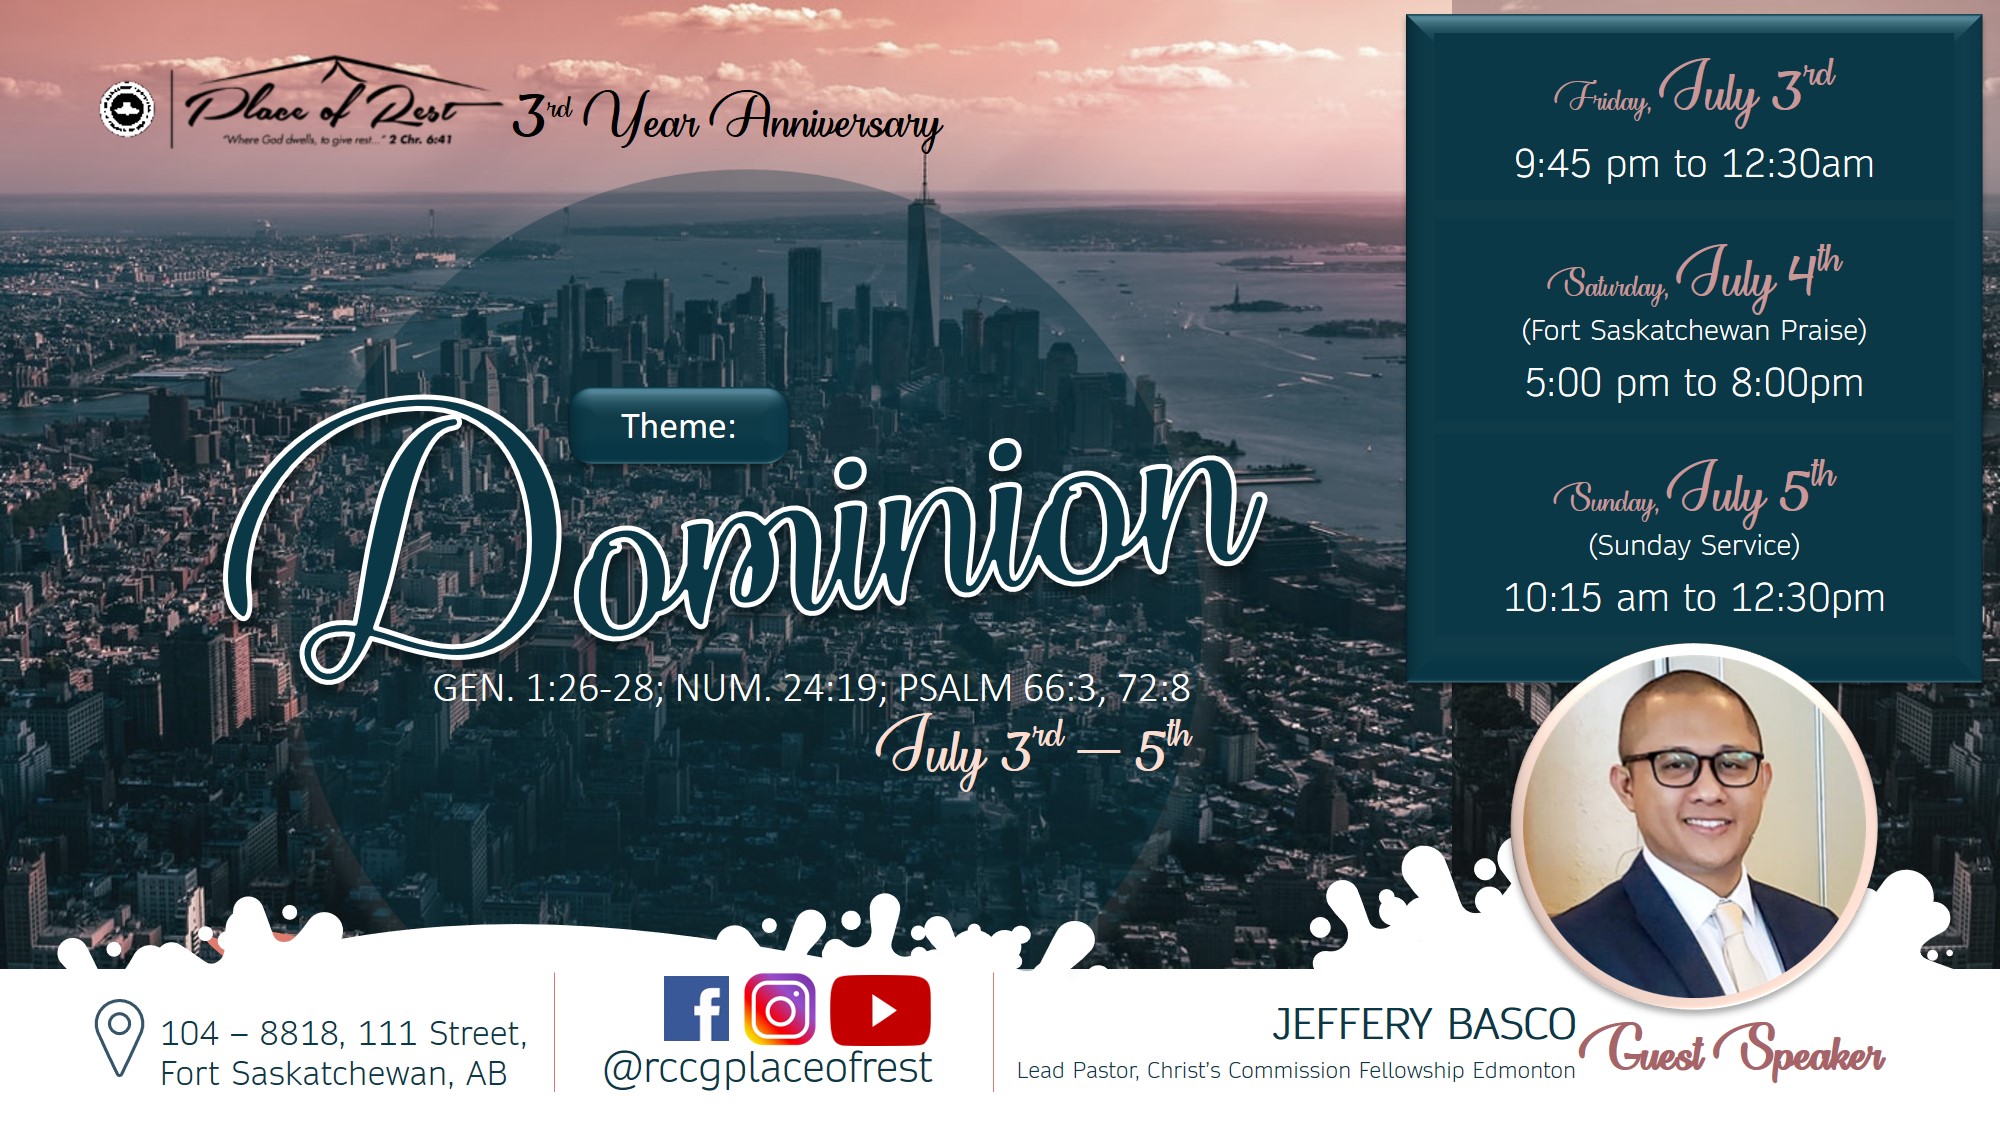 Place of Rest
"Where God dwells, to give rest..." 2 Chr. 6:41
3rd Year Anniversary
Theme:
Dominion
GEN. 1:26-28; NUM. 24:19; PSALM 66:3, 72:8
July 3rd — 5th
Friday, July 3rd
9:45 pm to 12:30am
Saturday, July 4th
(Fort Saskatchewan Praise)
5:00 pm to 8:00pm
Sunday, July 5th
(Sunday Service)
10:15 am to 12:30pm
104 – 8818, 111 Street,
Fort Saskatchewan, AB
@rccgplaceofrest
JEFFERY BASCO
Lead Pastor, Christ's Commission Fellowship Edmonton
Guest Speaker